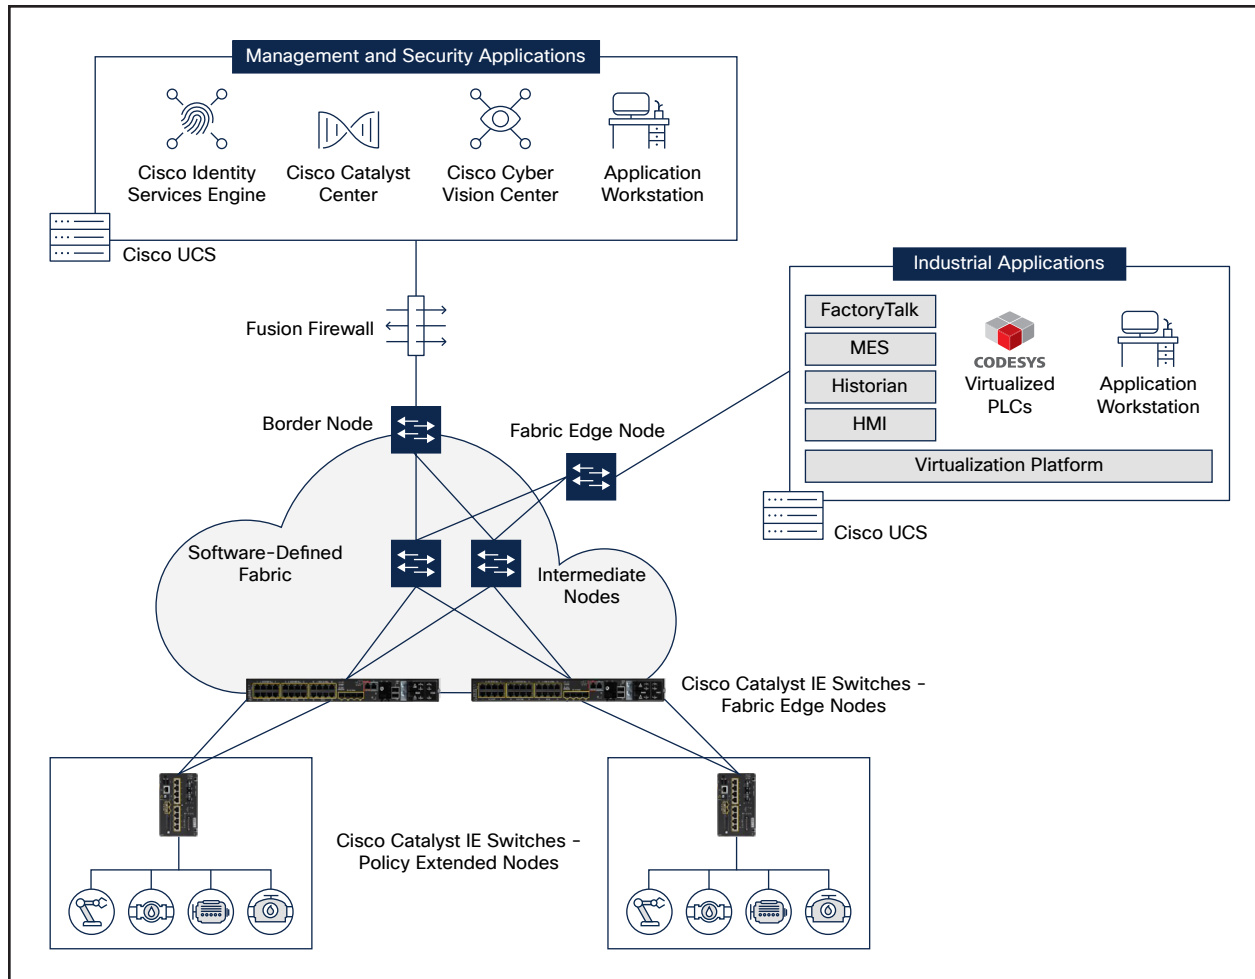 Management and Security Applications
Cisco Identity
Services Engine
Cisco Catalyst
Center
Cisco Cyber
Vision Center
Application
Workstation
Cisco UCS
Industrial Applications
FactoryTalk
MES
Historian
HMI
CODESYS
Virtualized
PLCs
Application
Workstation
Virtualization Platform
Cisco UCS
Fusion Firewall
Border Node
Fabric Edge Node
Software-Defined
Fabric
Intermediate
Nodes
Cisco Catalyst IE Switches -
Fabric Edge Nodes
Cisco Catalyst IE Switches -
Policy Extended Nodes